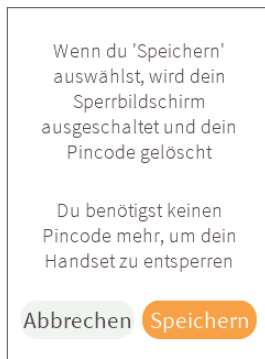 Wenn du 'Speichern'
auswählst, wird dein
Sperrbildschirm
ausgeschaltet und dein
Pincode gelöscht
Du benötigst keinen
Pincode mehr, um dein
Handset zu entsperren
Abbrechen Speichern